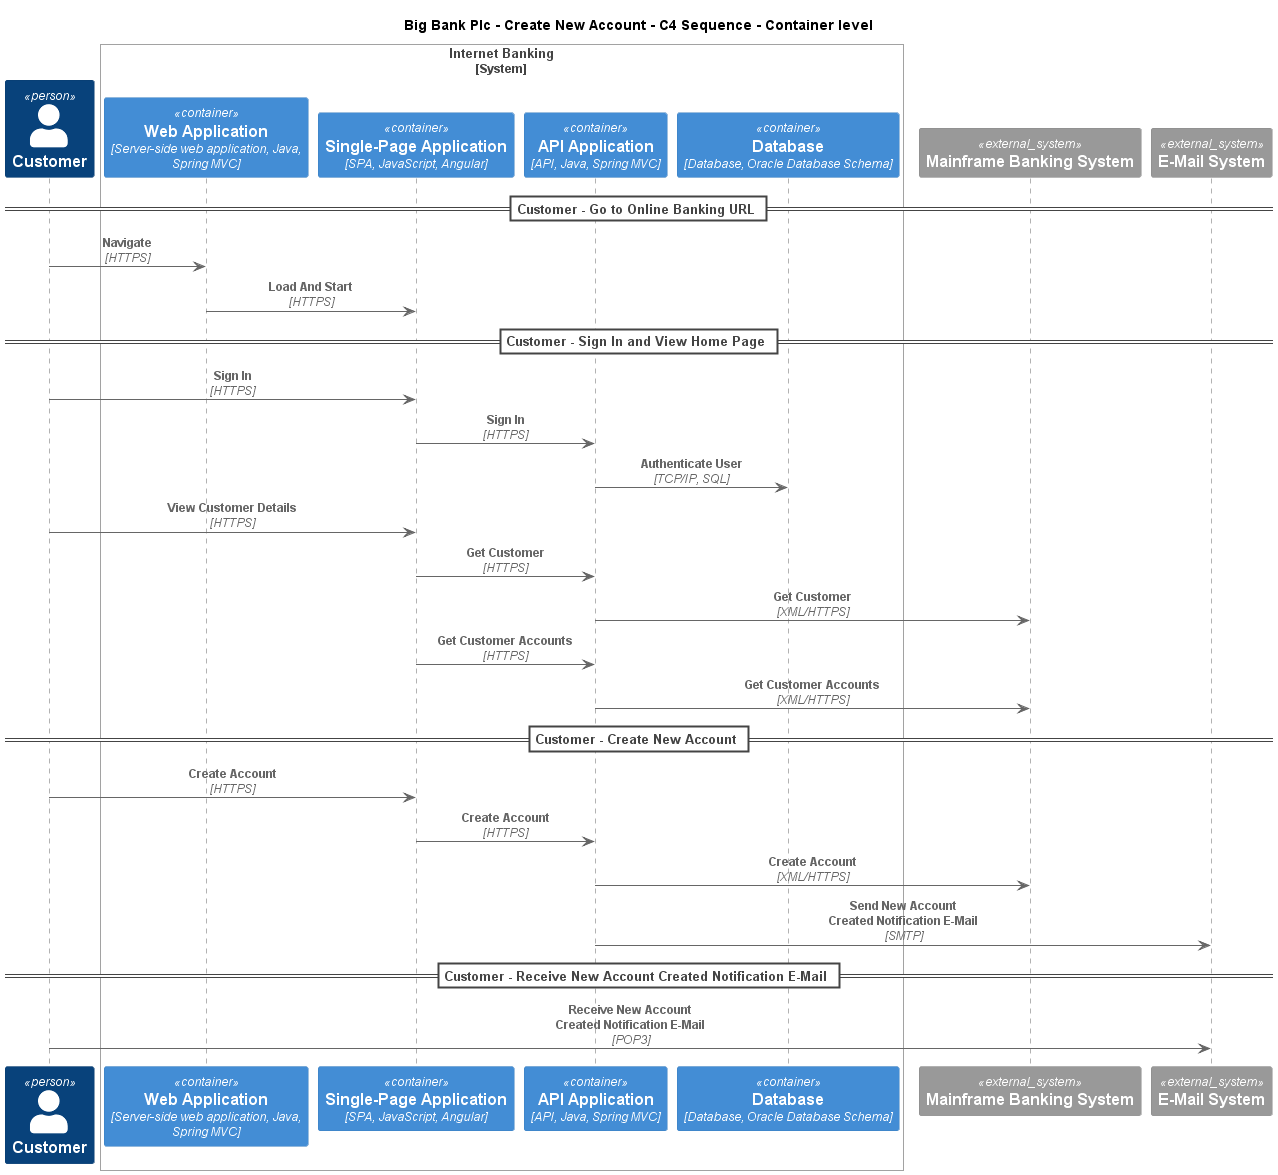 Big Bank Plc - Create New Account - C4 Sequence - Container level
Internet Banking
[System]
«person»
Customer
«container»
Web Application
[Server-side web application, Java,
Spring MVC]
«container»
Single-Page Application
[SPA, JavaScript, Angular]
«container»
API Application
[API, Java, Spring MVC]
«container»
Database
[Database, Oracle Database Schema]
«external_system»
Mainframe Banking System
«external_system»
E-Mail System
Customer - Go to Online Banking URL
Navigate
[HTTPS]
Load And Start
[HTTPS]
Customer - Sign In and View Home Page
Sign In
[HTTPS]
Sign In
[HTTPS]
Authenticate User
[TCP/IP, SQL]
View Customer Details
[HTTPS]
Get Customer
[HTTPS]
Get Customer
[XML/HTTPS]
Get Customer Accounts
[HTTPS]
Get Customer Accounts
[XML/HTTPS]
Customer - Create New Account
Create Account
[HTTPS]
Create Account
[HTTPS]
Create Account
[XML/HTTPS]
Send New Account
Created Notification E-Mail
[SMTP]
Customer - Receive New Account Created Notification E-Mail
Receive New Account
Created Notification E-Mail
[POP3]
«person»
Customer
«container»
Web Application
[Server-side web application, Java,
Spring MVC]
«container»
Single-Page Application
[SPA, JavaScript, Angular]
«container»
API Application
[API, Java, Spring MVC]
«container»
Database
[Database, Oracle Database Schema]
«external_system»
Mainframe Banking System
«external_system»
E-Mail System